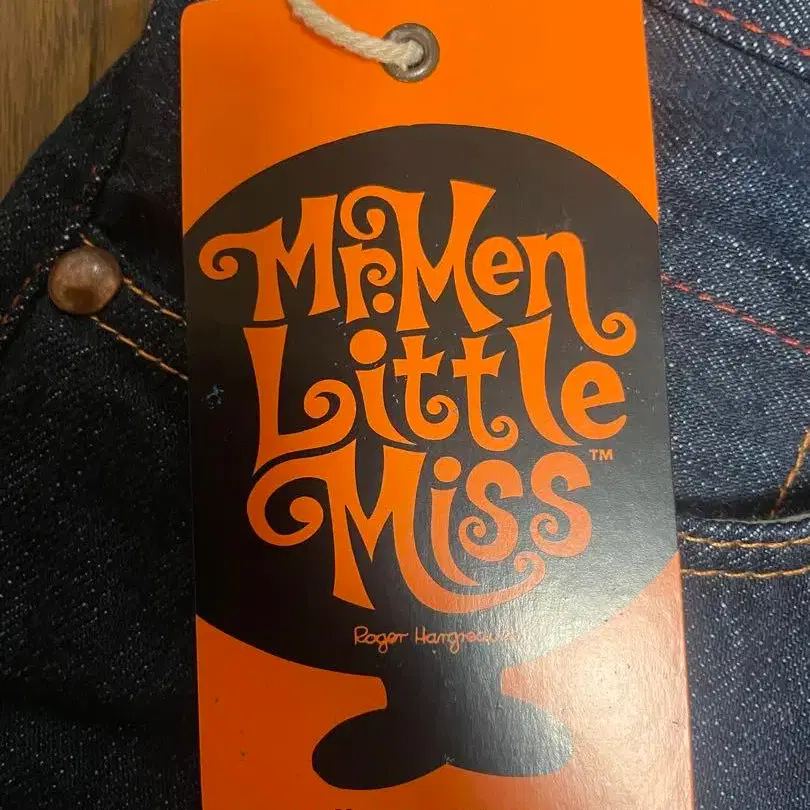 Mr. Men
Little
Miss™
Roger Hargreaves